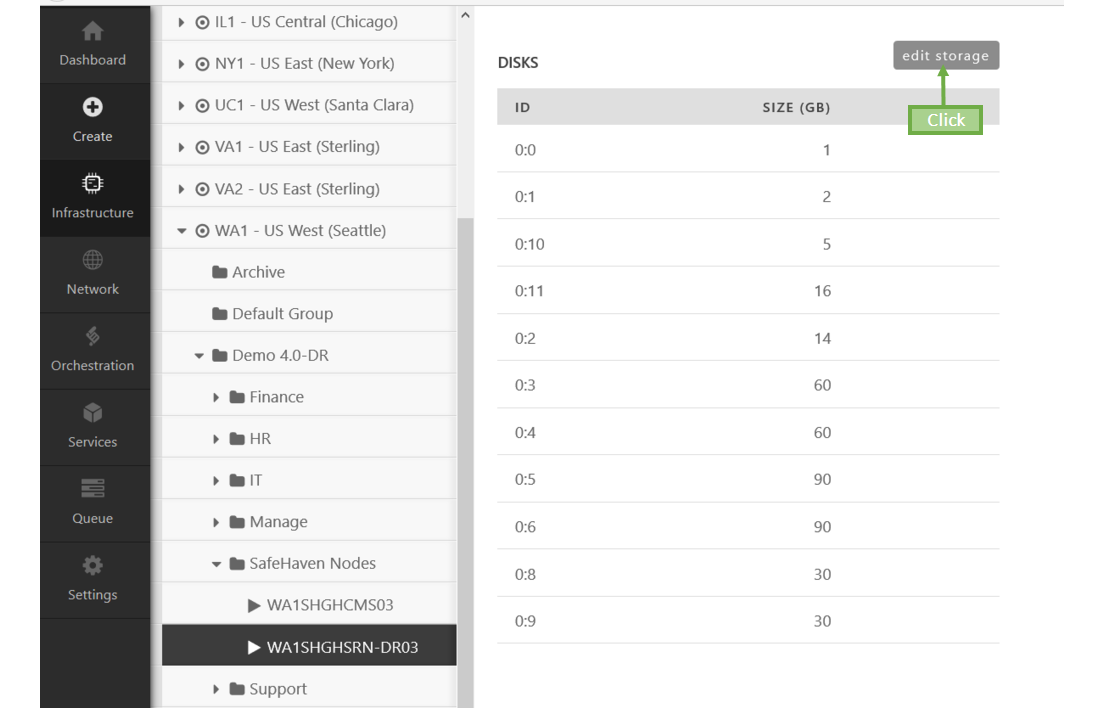 Dashboard
Create
Infrastructure
Network
Orchestration
Services
Queue
Settings
IL1 - US Central (Chicago)
NY1 - US East (New York)
UC1 - US West (Santa Clara)
VA1 - US East (Sterling)
VA2 - US East (Sterling)
WA1 - US West (Seattle)
Archive
Default Group
Demo 4.0-DR
Finance
HR
IT
Manage
SafeHaven Nodes
WA1SHGHCMS03
WA1SHGHSRN-DR03
Support
DISKS
edit storage
Click
ID SIZE (GB)
0:0 1
0:1 2
0:10 5
0:11 16
0:2 14
0:3 60
0:4 60
0:5 90
0:6 90
0:8 30
0:9 30